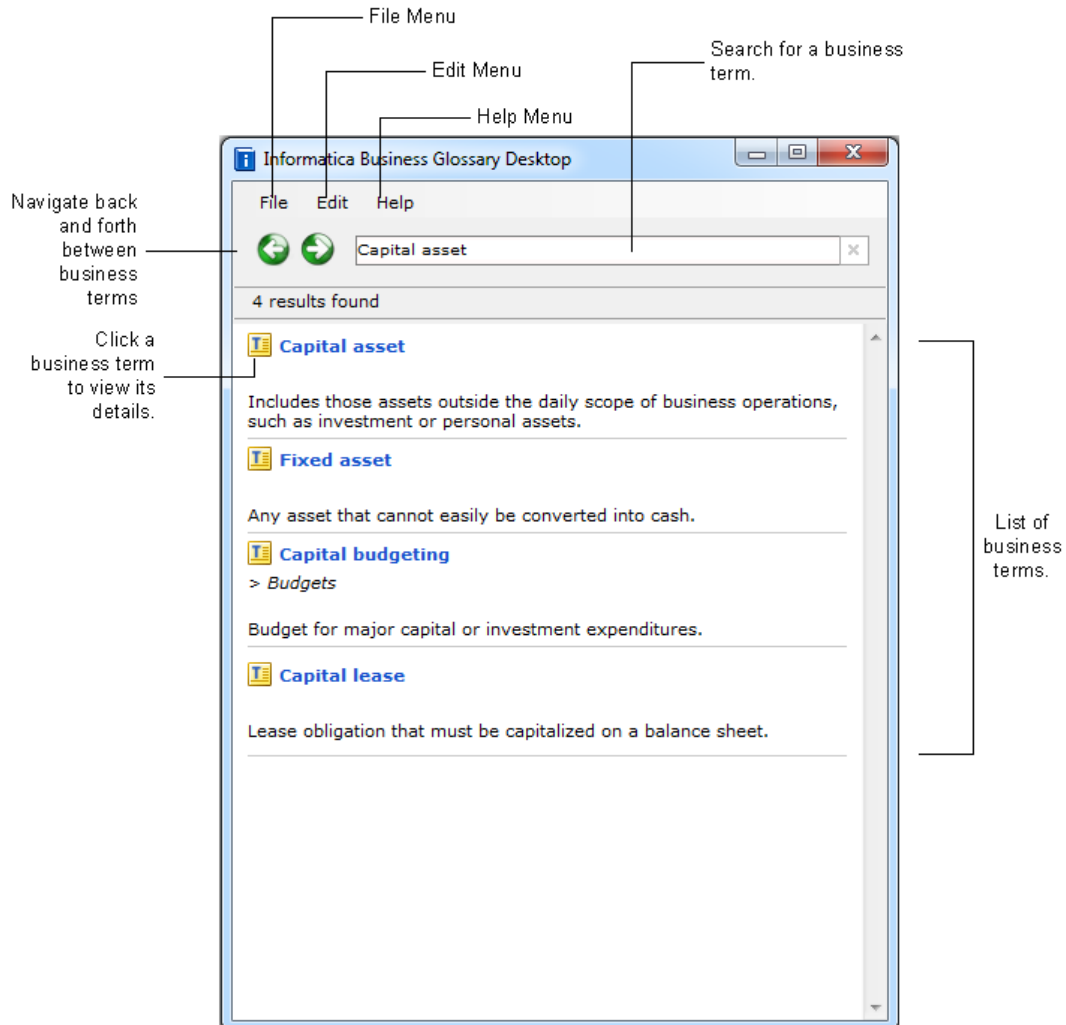 File Menu
Search for a business
term.
Edit Menu
Help Menu
Informatica Business Glossary Desktop
File Edit Help
Navigate back
and forth
between
business
terms
Capital asset
4 results found
Click a
business term
to view its
details.
Capital asset
Includes those assets outside the daily scope of business operations,
such as investment or personal assets.
Fixed asset
Any asset that cannot easily be converted into cash.
List of
business
terms.
Capital budgeting
> Budgets
Budget for major capital or investment expenditures.
Capital lease
Lease obligation that must be capitalized on a balance sheet.